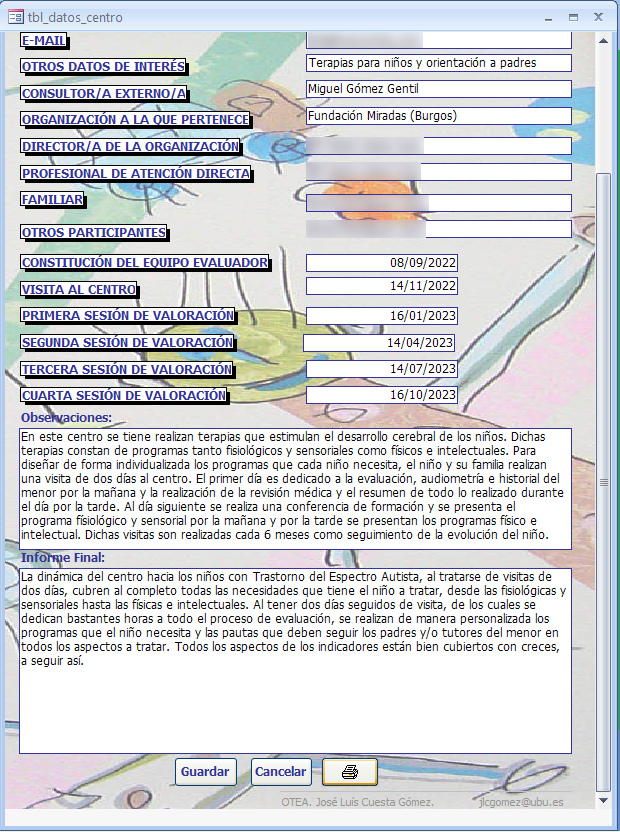 tbl_datos_centro
E-MAIL
OTROS DATOS DE INTERÉS Terapias para niños y orientación a padres
CONSULTOR/A EXTERNO/A Miguel Gómez Gentil
ORGANIZACIÓN A LA QUE PERTENECE Fundación Miradas (Burgos)
DIRECTOR/A DE LA ORGANIZACIÓN
PROFESIONAL DE ATENCIÓN DIRECTA
FAMILIAR
OTROS PARTICIPANTES
CONSTITUCIÓN DEL EQUIPO EVALUADOR 08/09/2022
VISITA AL CENTRO 14/11/2022
PRIMERA SESIÓN DE VALORACIÓN 16/01/2023
SEGUNDA SESIÓN DE VALORACIÓN 14/04/2023
TERCERA SESIÓN DE VALORACIÓN 14/07/2023
CUARTA SESIÓN DE VALORACIÓN 16/10/2023
Observaciones:
En este centro se tiene realizan terapias que estimulan el desarrollo cerebral de los niños. Dichas
terapias constan de programas tanto fisiológicos y sensoriales como físicos e intelectuales. Para
diseñar de forma individualizada los programas que cada niño necesita, el niño y su familia realizan
una visita de dos días al centro. El primer día es dedicado a la evaluación, audiometría e historial del
menor por la mañana y la realización de la revisión médica y el resumen de todo lo realizado durante
el día por la tarde. Al día siguiente se realiza una conferencia de formación y se presenta el
programa físiológico y sensorial por la mañana y por la tarde se presentan los programas físico e
intelectual. Dichas visitas son realizadas cada 6 meses como seguimiento de la evolución del niño.
Informe Final:
La dinámica del centro hacia los niños con Trastorno del Espectro Autista, al tratarse de visitas de
dos días, cubren al completo todas las necesidades que tiene el niño a tratar, desde las fisiológicas y
sensoriales hasta las físicas e intelectuales. Al tener dos días seguidos de visita, de los cuales se
dedican bastantes horas a todo el proceso de evaluación, se realizan de manera personalizada los
programas que el niño necesita y las pautas que deben seguir los padres y/o tutores del menor en
todos los aspectos a tratar. Todos los aspectos de los indicadores están bien cubiertos con creces,
a seguir así.
Guardar Cancelar
OTEA. José Luís Cuesta Gómez. jlcgomez@ubu.es